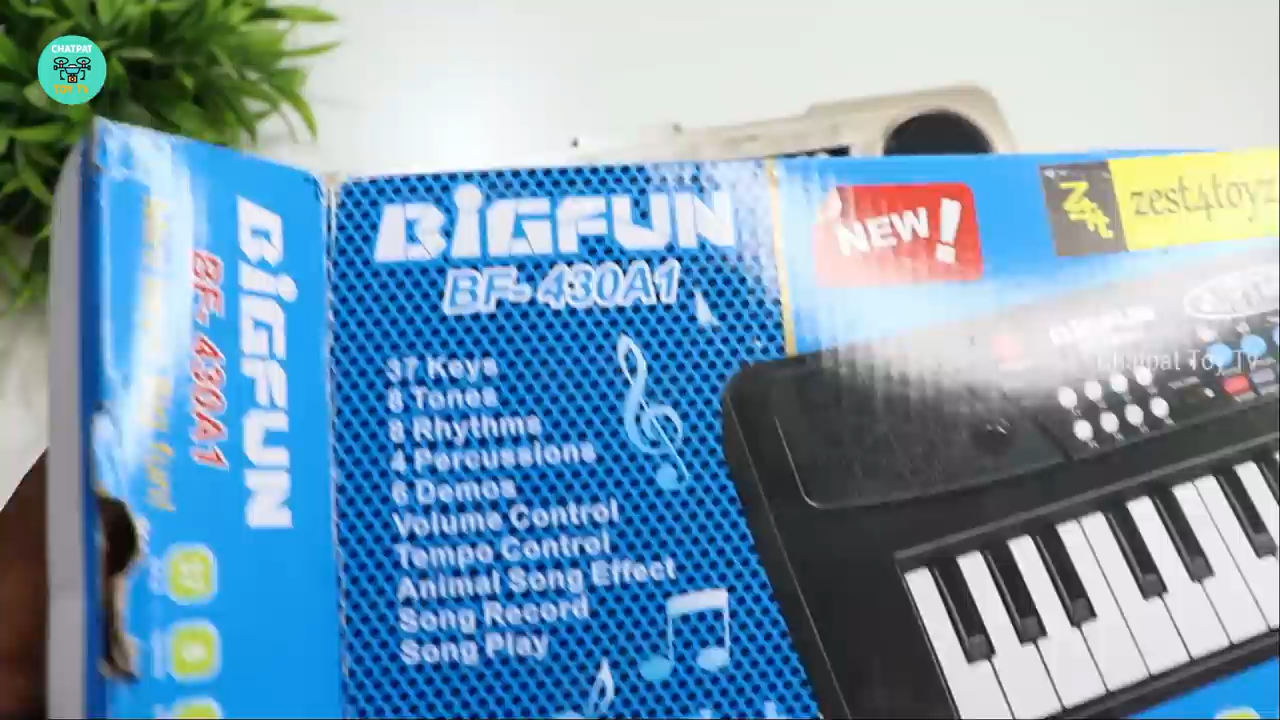 CHATPAT
TOY TV
BiGFUN
BF-430A1
BiGFUN
BF-430A1
37 Keys
8 Tones
8 Rhythms
4 Percussions
6 Demos
Volume Control
Tempo Control
Animal Song Effect
Song Record
Song Play
NEW!
zest4toyz
Chatpat Toy Tv